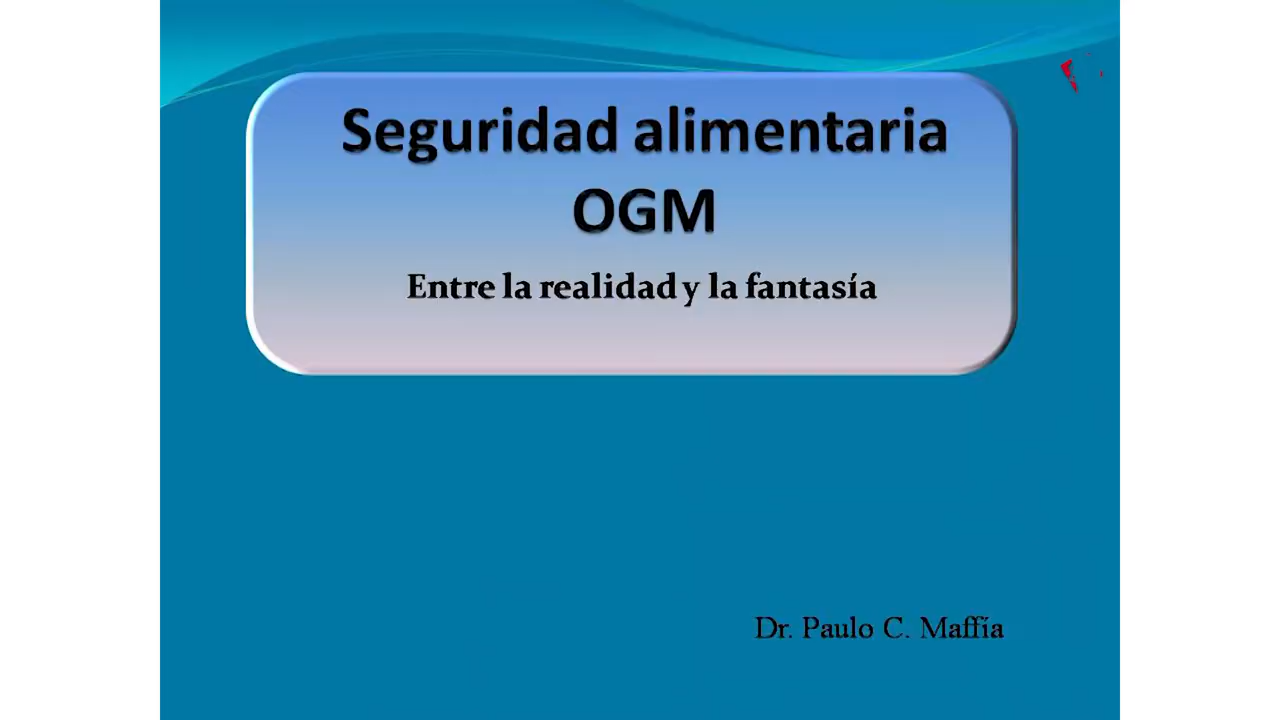 Seguridad alimentaria
OGM
Entre la realidad y la fantasía
Dr. Paulo C. Maffía